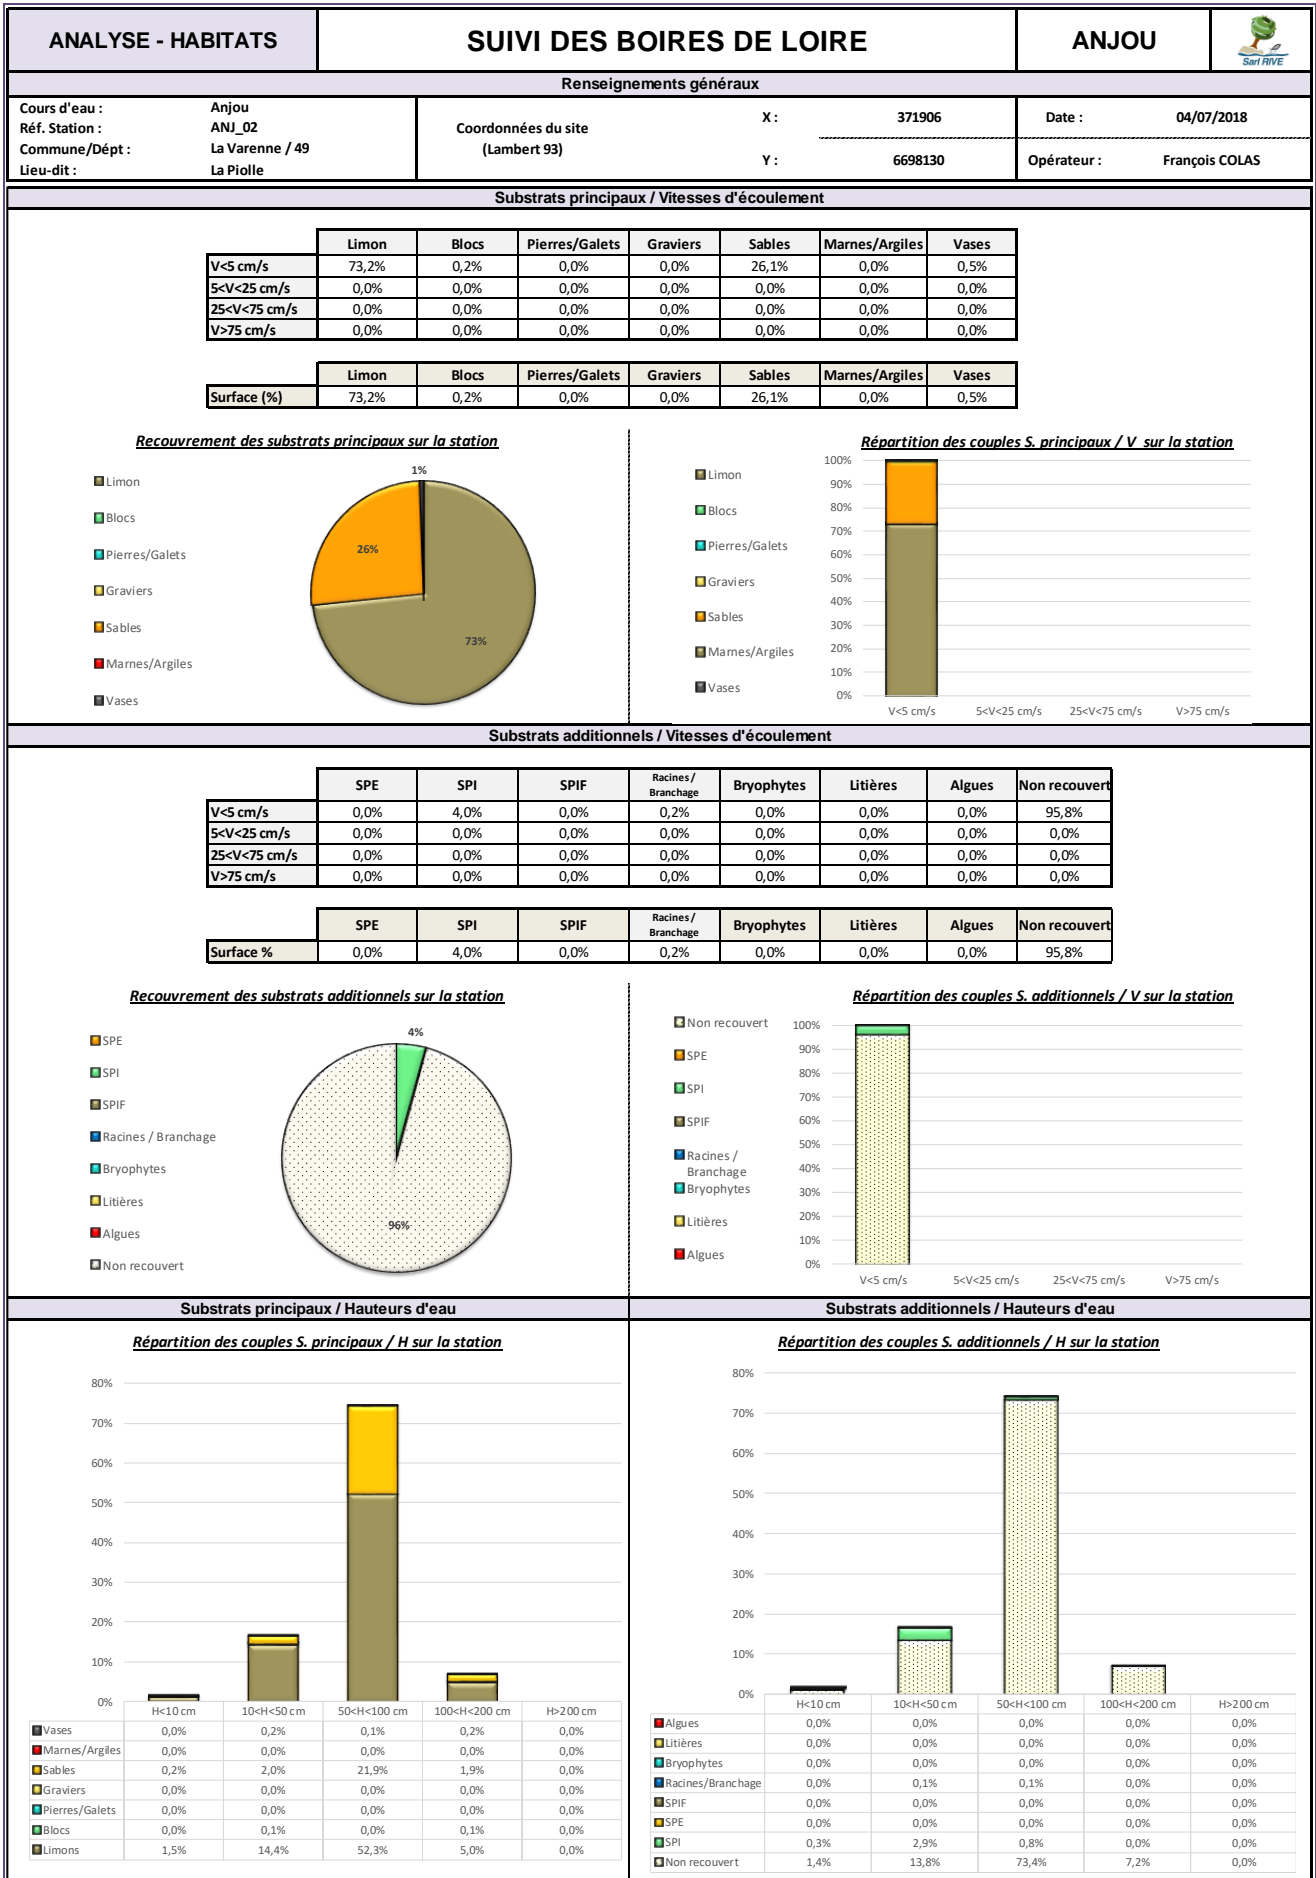 ANALYSE - HABITATS
SUIVI DES BOIRES DE LOIRE
ANJOU
Sarl RIVE
Renseignements généraux
Cours d'eau : Anjou
Réf. Station : ANJ_02
Commune/Dépt : La Varenne / 49
Lieu-dit : La Piolle
Coordonnées du site
(Lambert 93)
X : 371906
Y : 6698130
Date : 04/07/2018
Opérateur : François COLAS
Substrats principaux / Vitesses d'écoulement
Limon Blocs Pierres/Galets Graviers Sables Marnes/Argiles Vases
V<5 cm/s 73,2% 0,2% 0,0% 0,0% 26,1% 0,0% 0,5%
5<V<25 cm/s 0,0% 0,0% 0,0% 0,0% 0,0% 0,0% 0,0%
25<V<75 cm/s 0,0% 0,0% 0,0% 0,0% 0,0% 0,0% 0,0%
V>75 cm/s 0,0% 0,0% 0,0% 0,0% 0,0% 0,0% 0,0%
Limon Blocs Pierres/Galets Graviers Sables Marnes/Argiles Vases
Surface (%) 73,2% 0,2% 0,0% 0,0% 26,1% 0,0% 0,5%
Recouvrement des substrats principaux sur la station
Limon
Blocs
Pierres/Galets
Graviers
Sables
Marnes/Argiles
Vases
1%
26%
73%
Répartition des couples S. principaux / V sur la station
Limon
Blocs
Pierres/Galets
Graviers
Sables
Marnes/Argiles
Vases
100%
90%
80%
70%
60%
50%
40%
30%
20%
10%
0%
V<5 cm/s 5<V<25 cm/s 25<V<75 cm/s V>75 cm/s
Substrats additionnels / Vitesses d'écoulement
SPE SPI SPIF Racines / Branchage Bryophytes Litières Algues Non recouvert
V<5 cm/s 0,0% 4,0% 0,0% 0,2% 0,0% 0,0% 0,0% 95,8%
5<V<25 cm/s 0,0% 0,0% 0,0% 0,0% 0,0% 0,0% 0,0% 0,0%
25<V<75 cm/s 0,0% 0,0% 0,0% 0,0% 0,0% 0,0% 0,0% 0,0%
V>75 cm/s 0,0% 0,0% 0,0% 0,0% 0,0% 0,0% 0,0% 0,0%
SPE SPI SPIF Racines / Branchage Bryophytes Litières Algues Non recouvert
Surface % 0,0% 4,0% 0,0% 0,2% 0,0% 0,0% 0,0% 95,8%
Recouvrement des substrats additionnels sur la station
SPE
SPI
SPIF
Racines / Branchage
Bryophytes
Litières
Algues
Non recouvert
4%
96%
Répartition des couples S. additionnels / V sur la station
Non recouvert
SPE
SPI
SPIF
Racines /
Branchage
Bryophytes
Litières
Algues
100%
90%
80%
70%
60%
50%
40%
30%
20%
10%
0%
V<5 cm/s 5<V<25 cm/s 25<V<75 cm/s V>75 cm/s
Substrats principaux / Hauteurs d'eau
Répartition des couples S. principaux / H sur la station
80%
70%
60%
50%
40%
30%
20%
10%
0%
H<10 cm 10<H<50 cm 50<H<100 cm 100<H<200 cm H>200 cm
Vases 0,0% 0,2% 0,1% 0,2% 0,0%
Marnes/Argiles 0,0% 0,0% 0,0% 0,0% 0,0%
Sables 0,2% 2,0% 21,9% 1,9% 0,0%
Graviers 0,0% 0,0% 0,0% 0,0% 0,0%
Pierres/Galets 0,0% 0,0% 0,0% 0,0% 0,0%
Blocs 0,0% 0,1% 0,0% 0,1% 0,0%
Limons 1,5% 14,4% 52,3% 5,0% 0,0%
Substrats additionnels / Hauteurs d'eau
Répartition des couples S. additionnels / H sur la station
80%
70%
60%
50%
40%
30%
20%
10%
0%
H<10 cm 10<H<50 cm 50<H<100 cm 100<H<200 cm H>200 cm
Algues 0,0% 0,0% 0,0% 0,0% 0,0%
Litières 0,0% 0,0% 0,0% 0,0% 0,0%
Bryophytes 0,0% 0,0% 0,0% 0,0% 0,0%
Racines/Branchage 0,0% 0,1% 0,1% 0,0% 0,0%
SPIF 0,0% 0,0% 0,0% 0,0% 0,0%
SPE 0,0% 0,0% 0,0% 0,0% 0,0%
SPI 0,3% 2,9% 0,8% 0,0% 0,0%
Non recouvert 1,4% 13,8% 73,4% 7,2% 0,0%